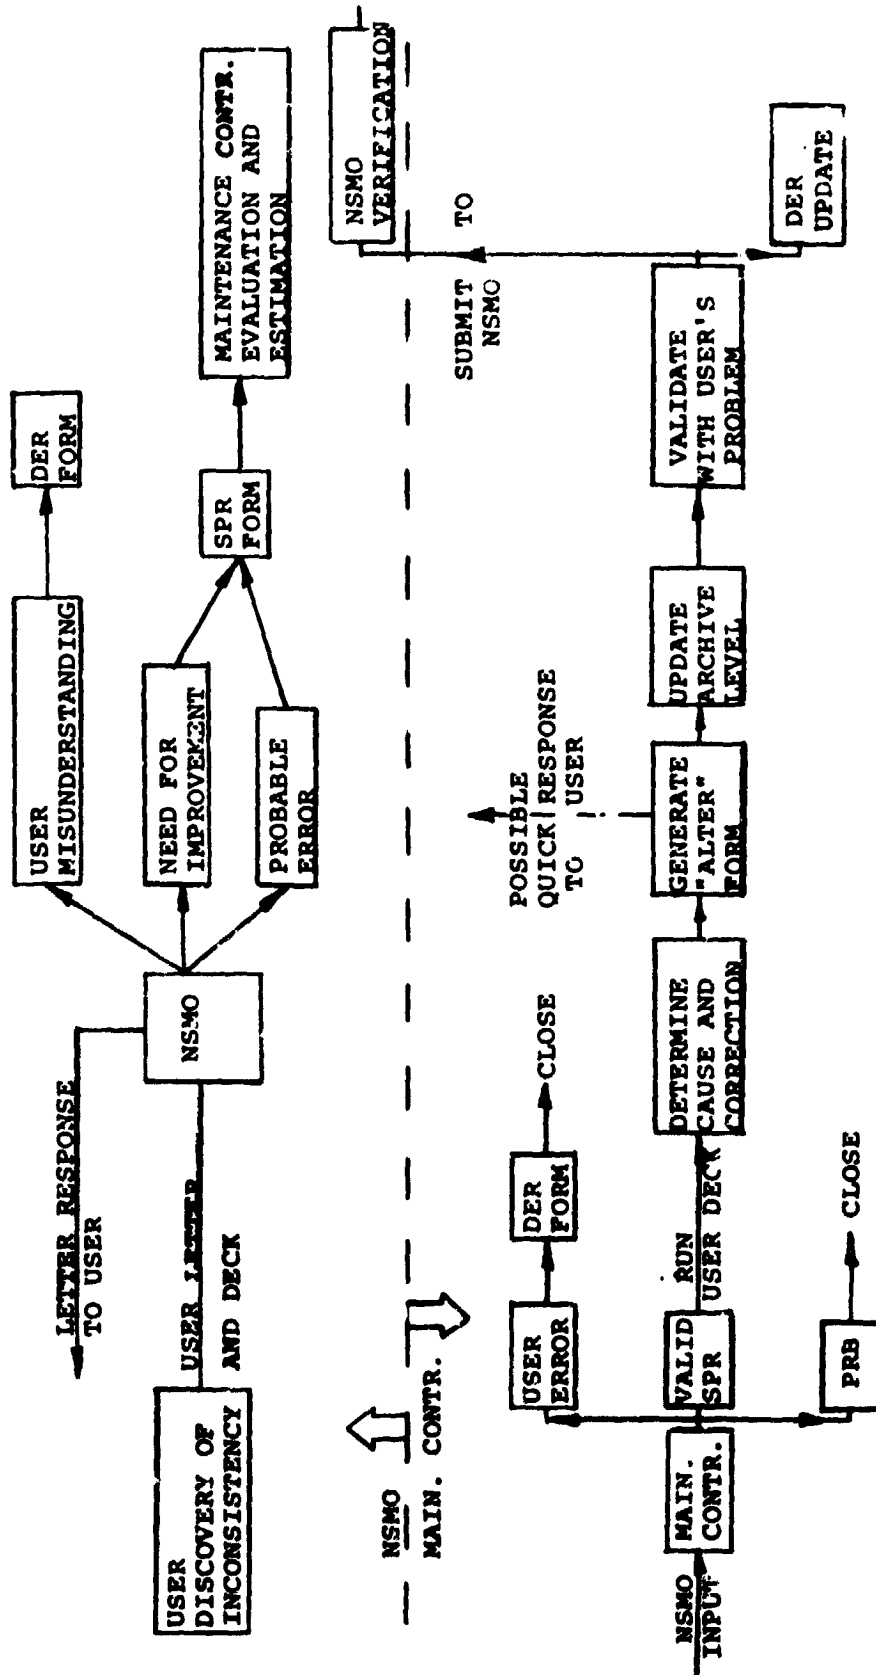 LETTER RESPONSE
TO USER
USER
DISCOVERY OF
INCONSISTENCY
USER LETTER
AND DECK
NSMO
USER
MISUNDERSTANDING
DER
FORM
NEED FOR
IMPROVEMENT
PROBABLE
ERROR
SPR
FORM
MAINTENANCE CONTR.
EVALUATION AND
ESTIMATION
NSMO
MAIN. CONTR.
NSMO
VERIFICATION
SUBMIT TO
NSMO
NSMO
INPUT
MAIN.
CONTR.
USER
ERROR
DER
FORM
CLOSE
VALID
SPR
RUN
USER DECK
PRB
CLOSE
DETERMINE
CAUSE AND
CORRECTION
POSSIBLE
QUICK RESPONSE
TO USER
GENERATE
"ALTER"
FORM
UPDATE
ARCHIVE
LEVEL
VALIDATE
WITH USER'S
PROBLEM
DER
UPDATE